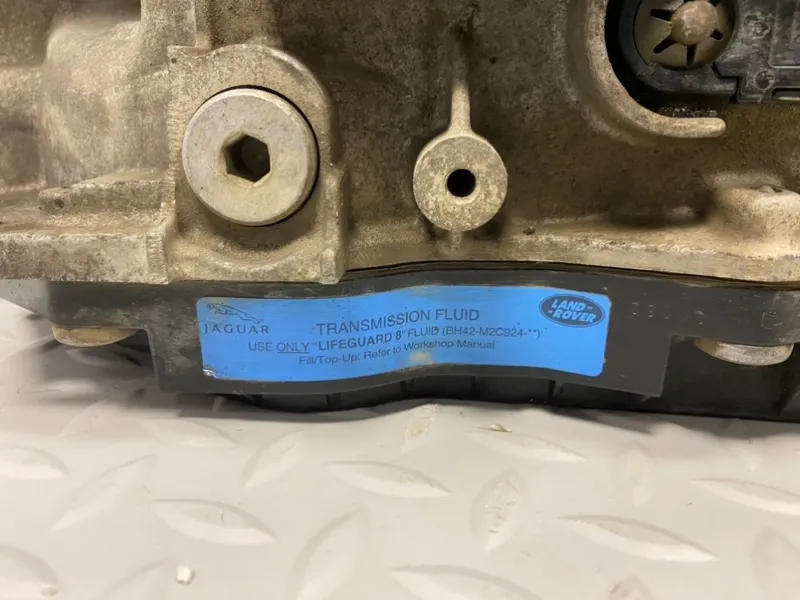 JAGUAR
TRANSMISSION FLUID
LAND-
-ROVER
USE ONLY "LIFEGUARD 8" FLUID (BH42-M2C924-**)
Fill/Top-Up: Refer to Workshop Manual